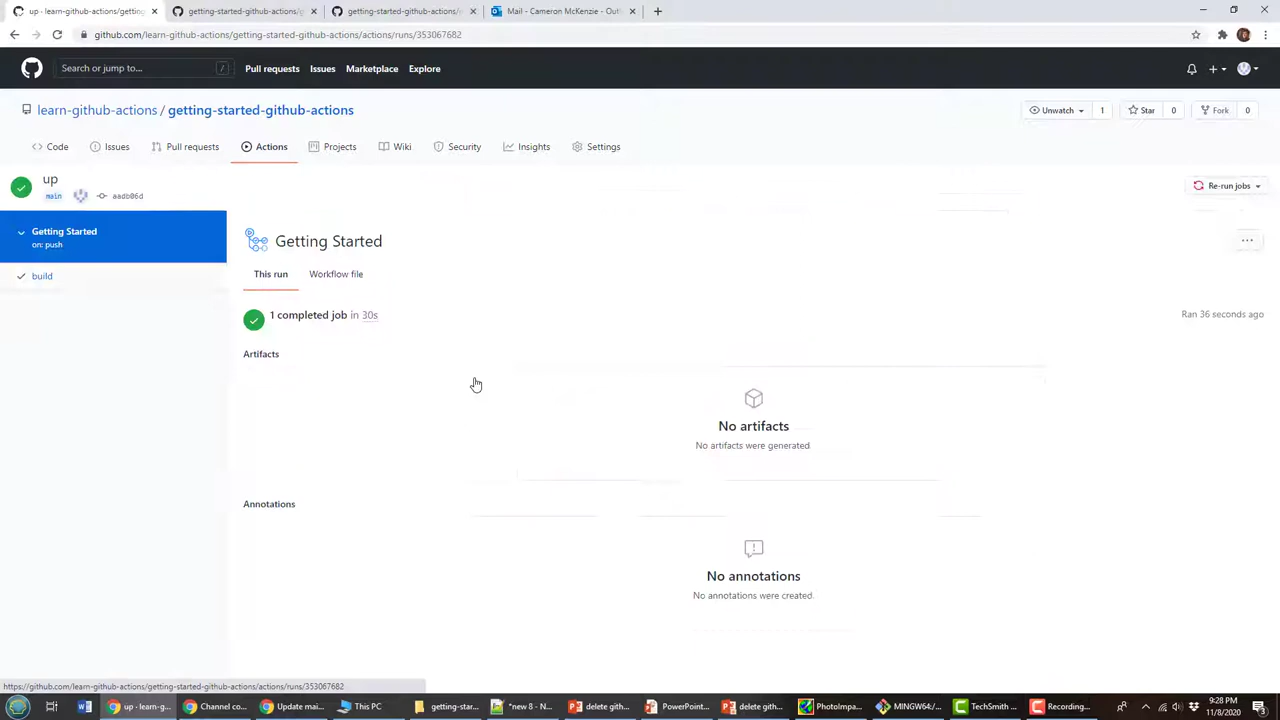 up - learn-github-actions/getting
getting-started-github-actions/
getting-started-github-actions/
Mail - Cameron McKenzie - Out
github.com/learn-github-actions/getting-started-github-actions/actions/runs/353067682
Search or jump to...
/
Pull requests
Issues
Marketplace
Explore
learn-github-actions / getting-started-github-actions
Unwatch 1
Star 0
Fork 0
Code
Issues
Pull requests
Actions
Projects
Wiki
Security
Insights
Settings
up
main
aadb06d
Re-run jobs
Getting Started
on: push
build
Getting Started
This run
Workflow file
1 completed job in 30s
Ran 36 seconds ago
Artifacts
No artifacts
No artifacts were generated
Annotations
No annotations
No annotations were created.
https://github.com/learn-github-actions/getting-started-github-actions/actions/runs/353067682
up - learn-g...
Channel co...
Update mai...
This PC
getting-star...
*new 8 - N...
delete gith...
PowerPoint...
delete gith...
PhotoImpa...
MINGW64:/...
TechSmith ...
Recording...
9:28 PM
11/8/2020